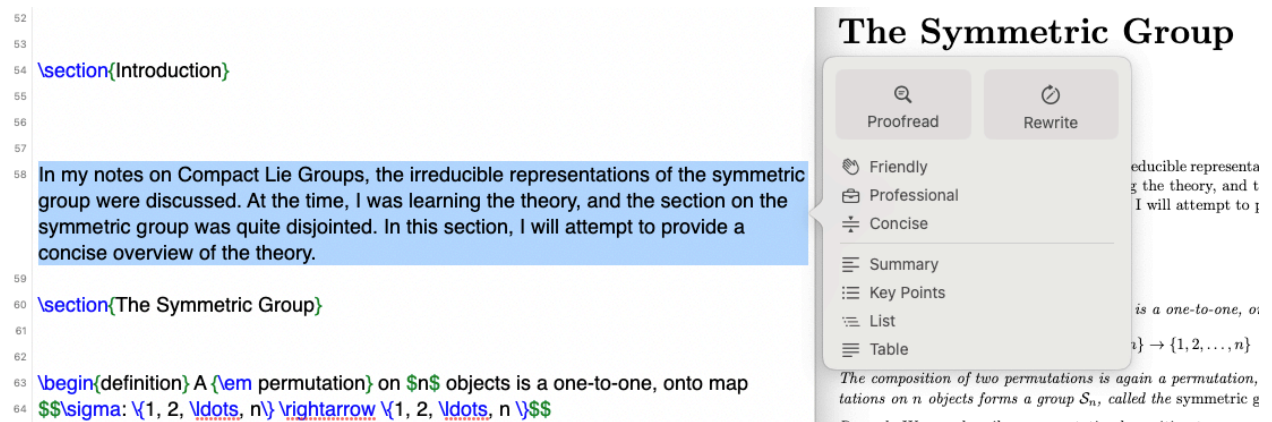 52
53
54 \section{Introduction}
55
56
57
58 In my notes on Compact Lie Groups, the irreducible representations of the symmetric
group were discussed. At the time, I was learning the theory, and the section on the
symmetric group was quite disjointed. In this section, I will attempt to provide a
concise overview of the theory.
59
60 \section{The Symmetric Group}
61
62
63 \begin{definition} A {\em permutation} on $n$ objects is a one-to-one, onto map
64 $$\sigma: \{1, 2, \ldots, n\} \rightarrow \{1, 2, \ldots, n \}$$
The Symmetric Group
Proofread
Rewrite
Friendly
Professional
Concise
Summary
Key Points
List
Table
the theory, and
I will attempt to
is a one-to-one,
} → {1, 2, . . . , n}
The composition of two permutations is again a permutation,
tations on n objects forms a group Sₙ, called the symmetric